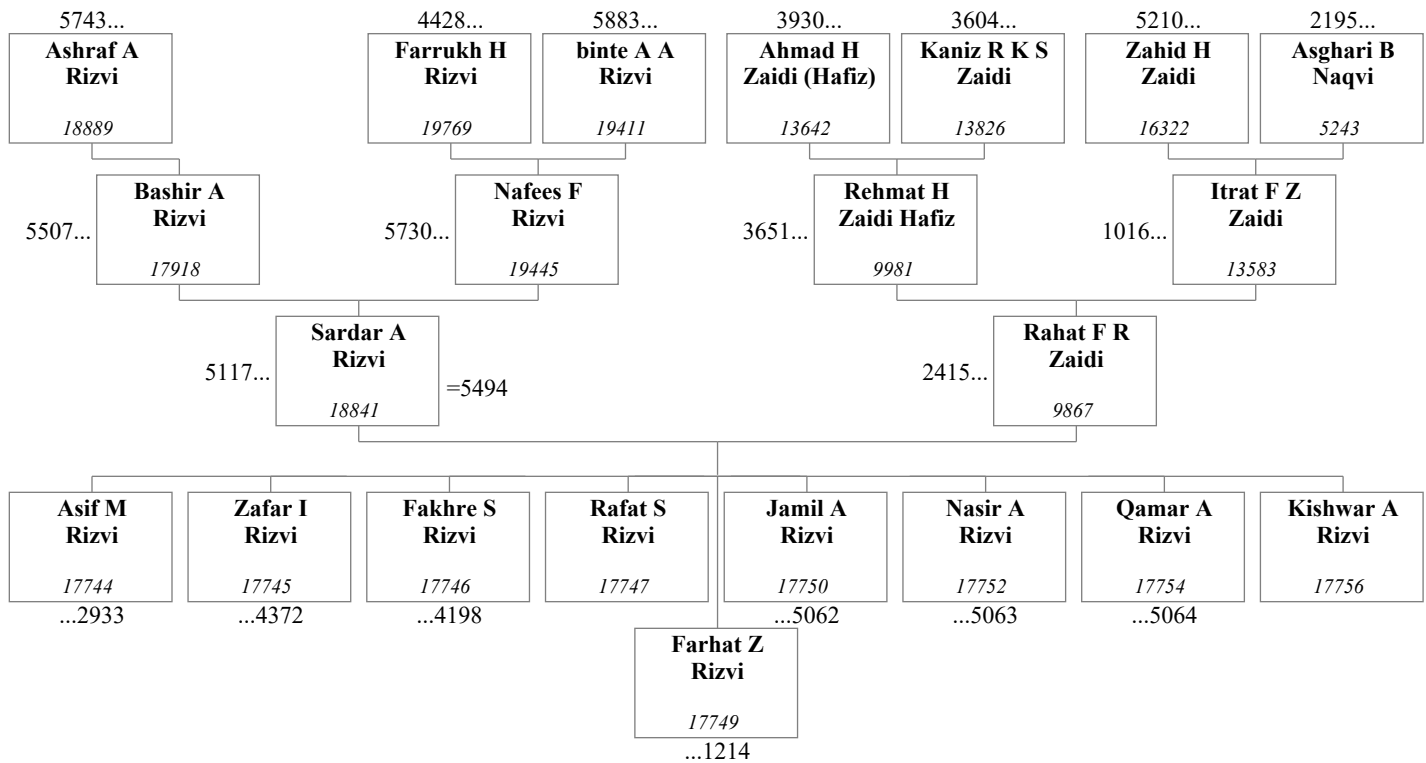 5743... 4428... 5883... 3930... 3604... 5210... 2195...
Ashraf A Farrukh H binte A A Ahmad H Kaniz R K S Zahid H Asghari B
Rizvi Rizvi Rizvi Zaidi (Hafiz) Zaidi Zaidi Naqvi
18889 19769 19411 13642 13826 16322 5243
Bashir A Nafees F Rehmat H Itrat F Z
Rizvi Rizvi Zaidi Hafiz Zaidi
5507... 5730... 3651... 1016...
17918 19445 9981 13583
Sardar A Rahat F R
Rizvi Zaidi
5117... =5494 2415...
18841 9867
Asif M Zafar I Fakhre S Rafat S Jamil A Nasir A Qamar A Kishwar A
Rizvi Rizvi Rizvi Rizvi Rizvi Rizvi Rizvi Rizvi
17744 17745 17746 17747 17750 17752 17754 17756
...2933 ...4372 ...4198 ...5062 ...5063 ...5064
Farhat Z
Rizvi
17749
...1214